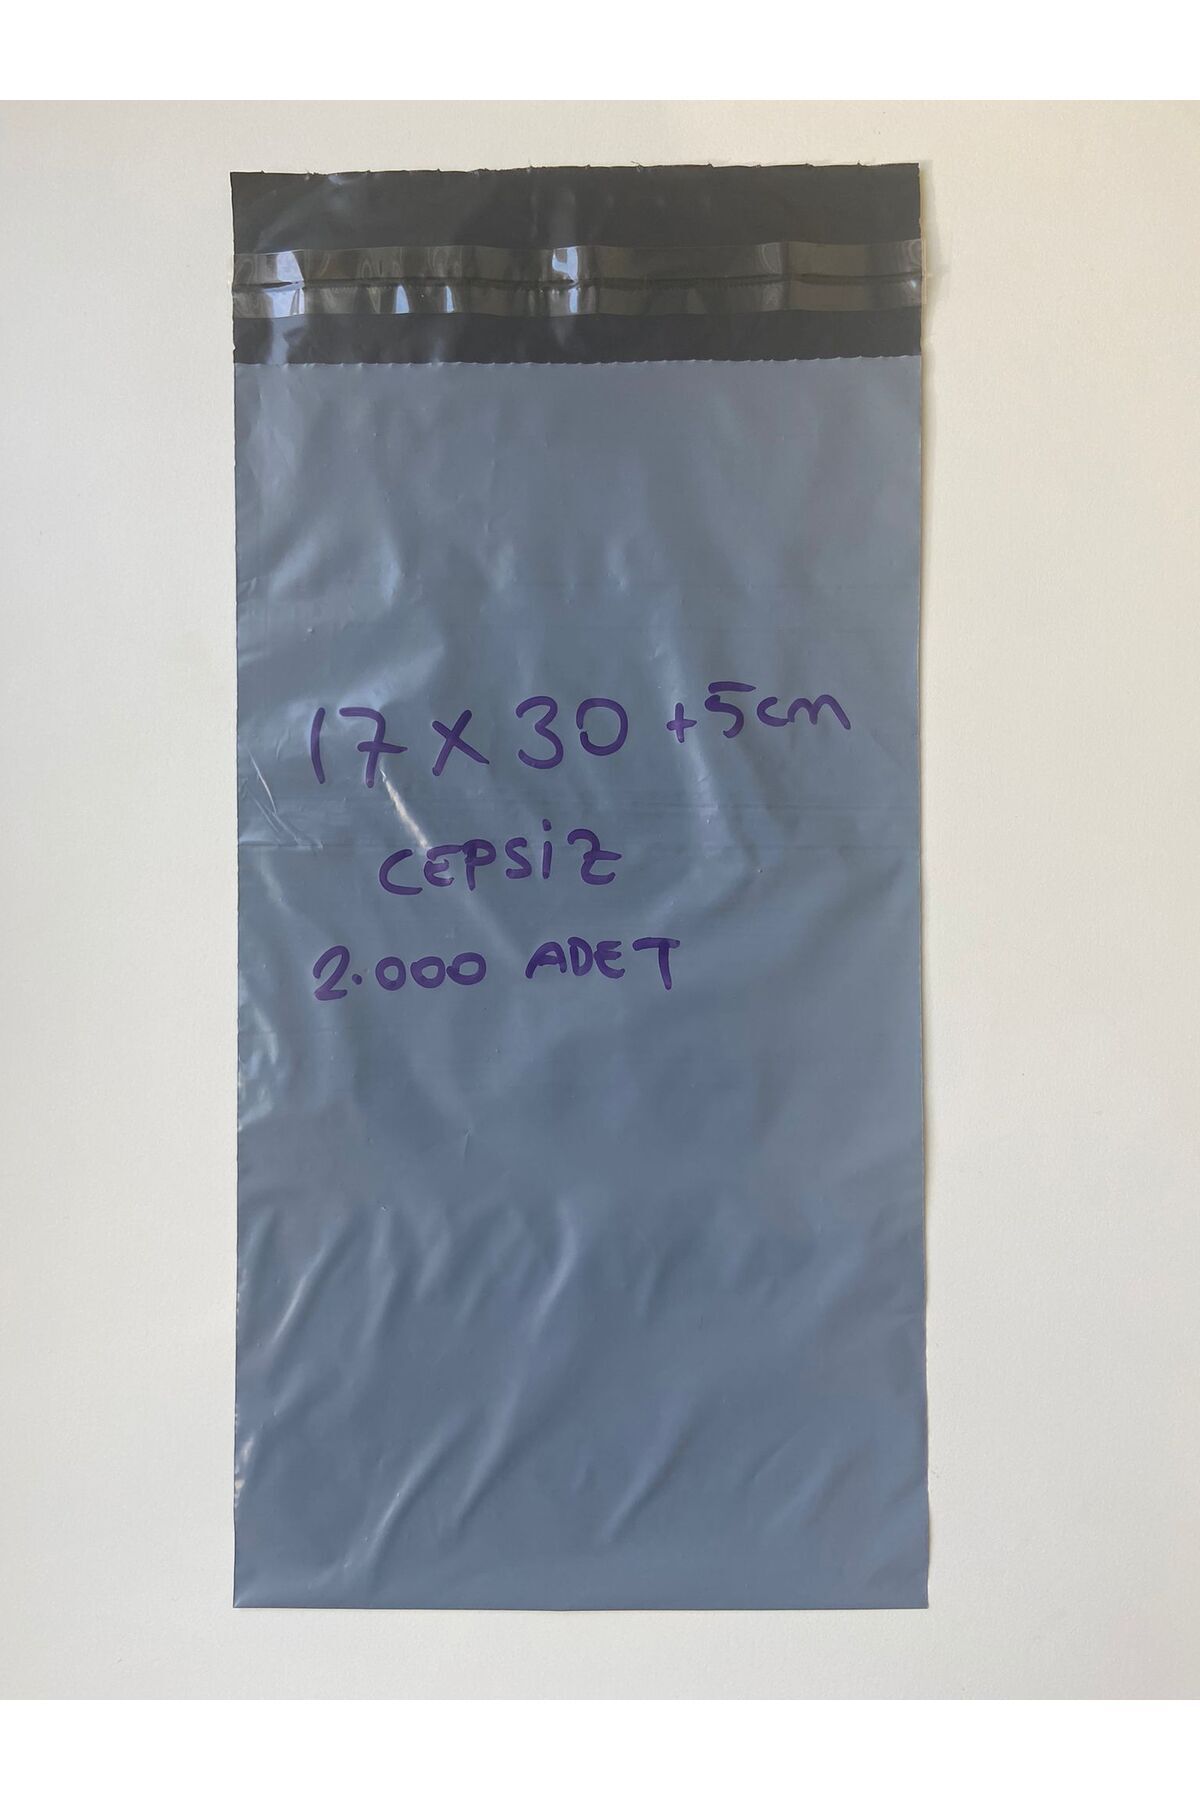 17 x 30 +5cm
CEPSiZ
2.000 ADET